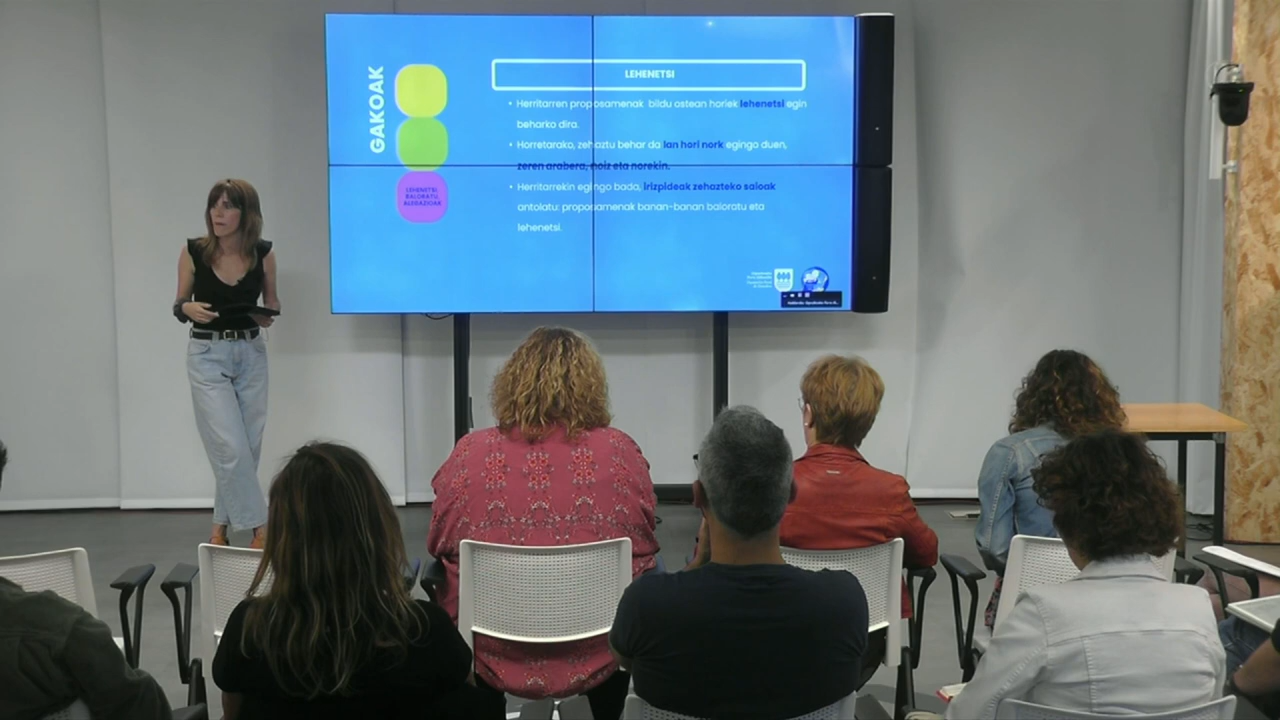 GAKOAK
LEHENETSI
• Herritarren proposamenak bildu ostean horiek lehenetsi egin
beharko dira.
• Horretarako, zehaztu behar da lan hori nork egingo duen,
zeren arabera, noiz eta norekin.
• Herritarrekin egingo bada, irizpideak zehazteko saioak
antolatu: proposamenak banan-banan baloratu eta
lehenetsi.
LEHENETSI,
BALORATU,
ALERAZIOAK